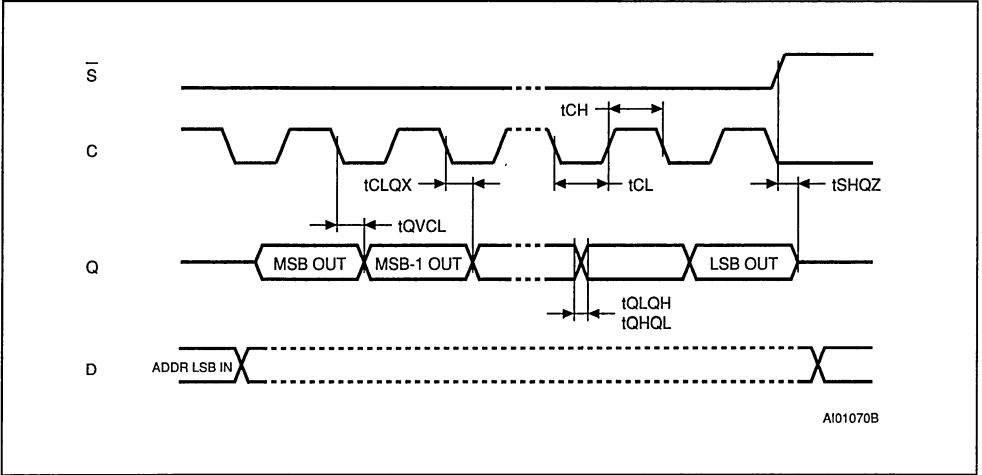 S
tCH
C
tCLQX
tCL
tSHQZ
tQVCL
Q
MSB OUT
MSB-1 OUT
LSB OUT
tQLQH
tQHQL
D
ADDR LSB IN
AI01070B